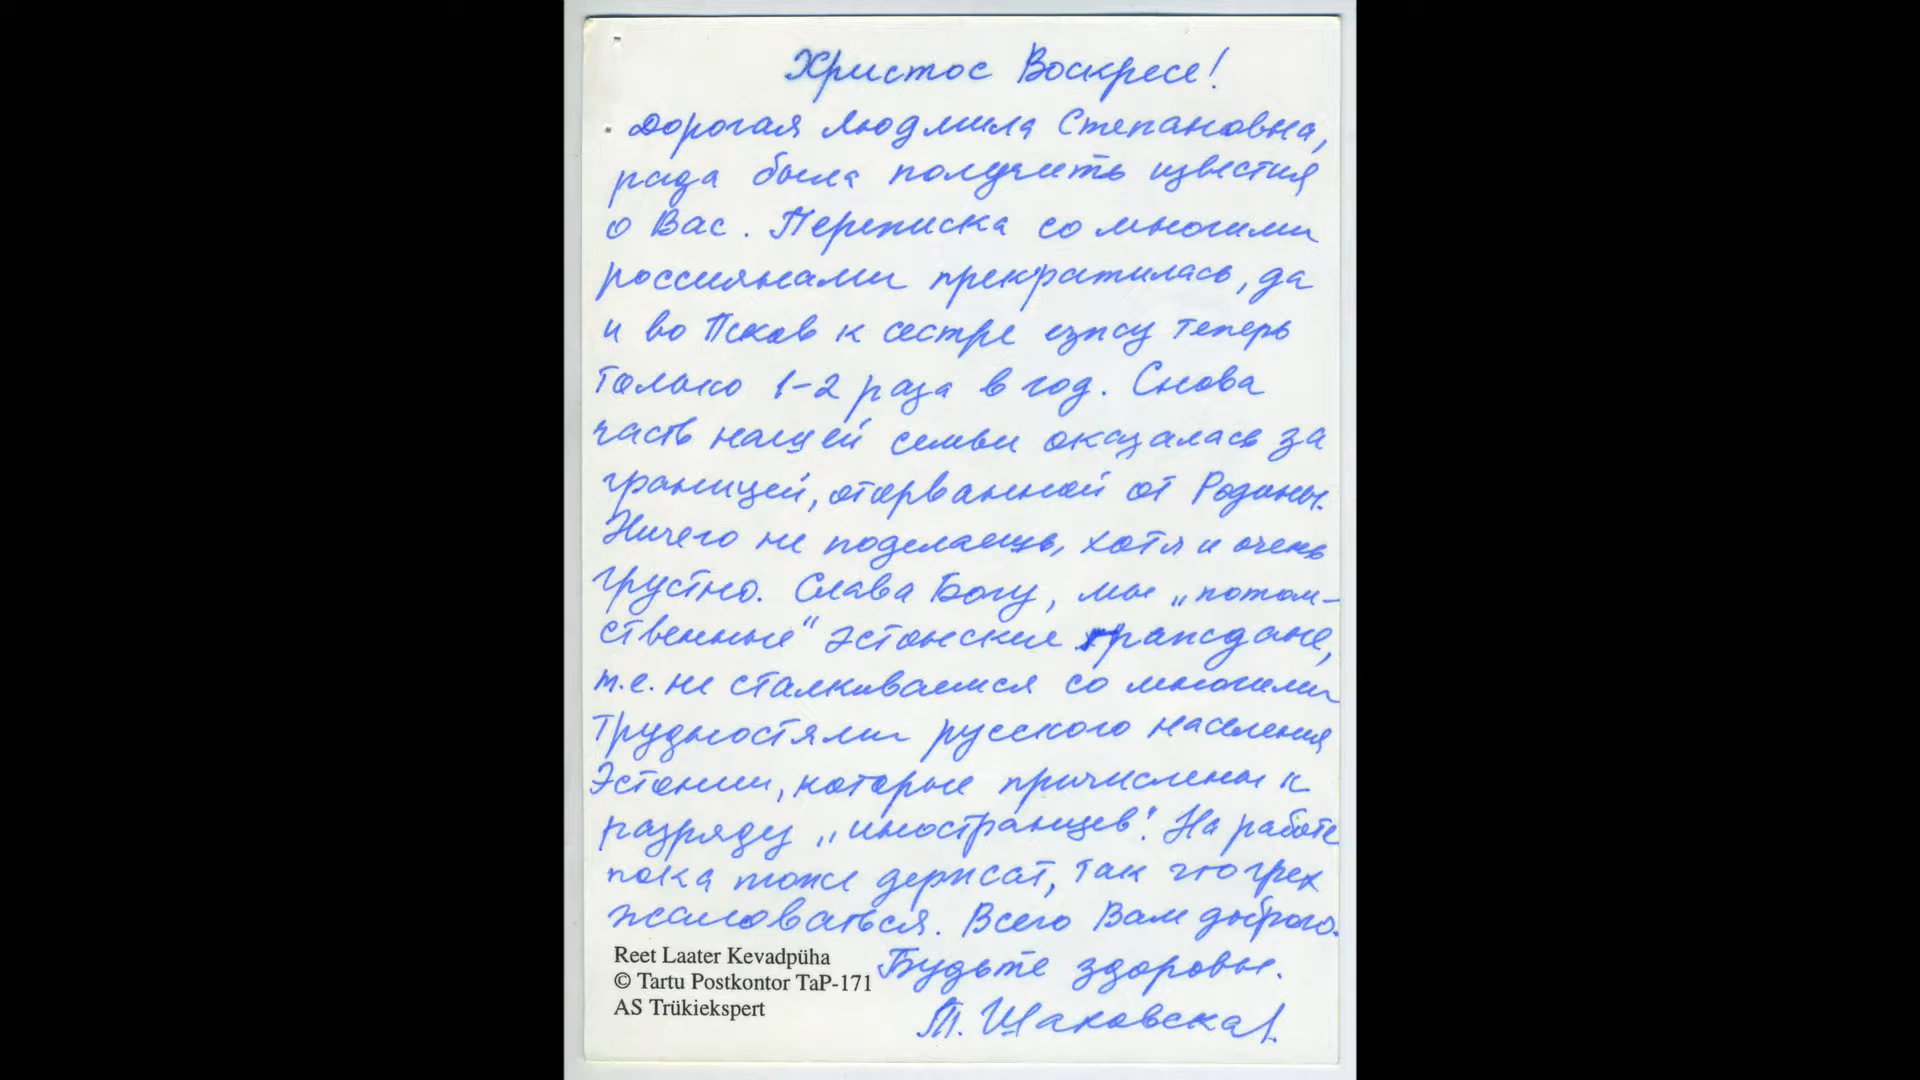 Христос Воскресе!
Дорогая Людмила Степановна,
рада была получить известия
о Вас. Переписка со многими
россиянами прекратилась, да
и во Псков к сестре езжу теперь
только 1-2 раза в год. Снова
часть нашей семьи оказалась за
границей, оторванной от Родины.
Ничего не поделаешь, хотя и очень
грустно. Слава Богу, мы „потом-
ственные" эстонские граждане,
т.е. не сталкиваемся со многими
трудностями русского населения
Эстонии, которые причислены к
разряду „иностранцев". На работе
пока тоже держат, так что грех
жаловаться. Всего Вам доброго.
Будьте здоровы.
Т. Шаковская.
Reet Laater Kevadpüha
© Tartu Postkontor TaP-171
AS Trükiekspert